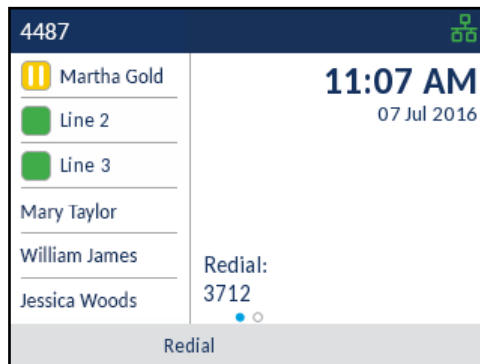 4487
Martha Gold
Line 2
Line 3
Mary Taylor
William James
Jessica Woods
11:07 AM
07 Jul 2016
Redial:
3712
Redial